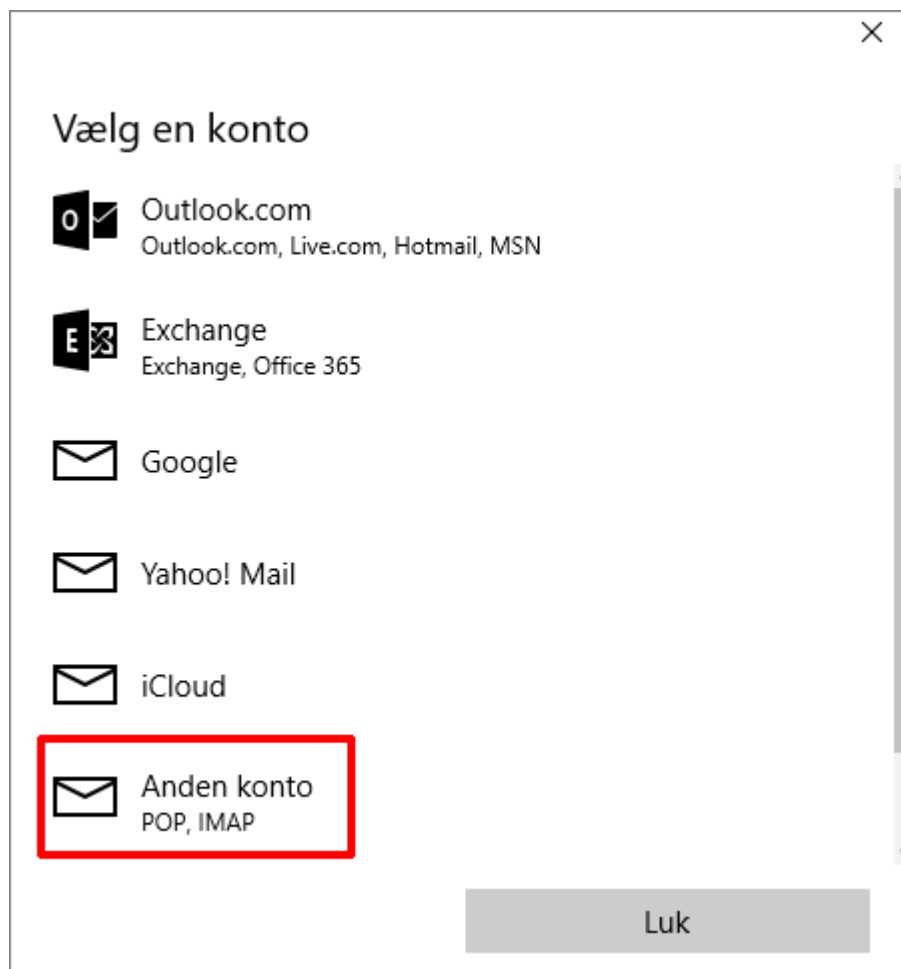 Vælg en konto
Outlook.com
Outlook.com, Live.com, Hotmail, MSN
Exchange
Exchange, Office 365
Google
Yahoo! Mail
iCloud
Anden konto
POP, IMAP
Luk